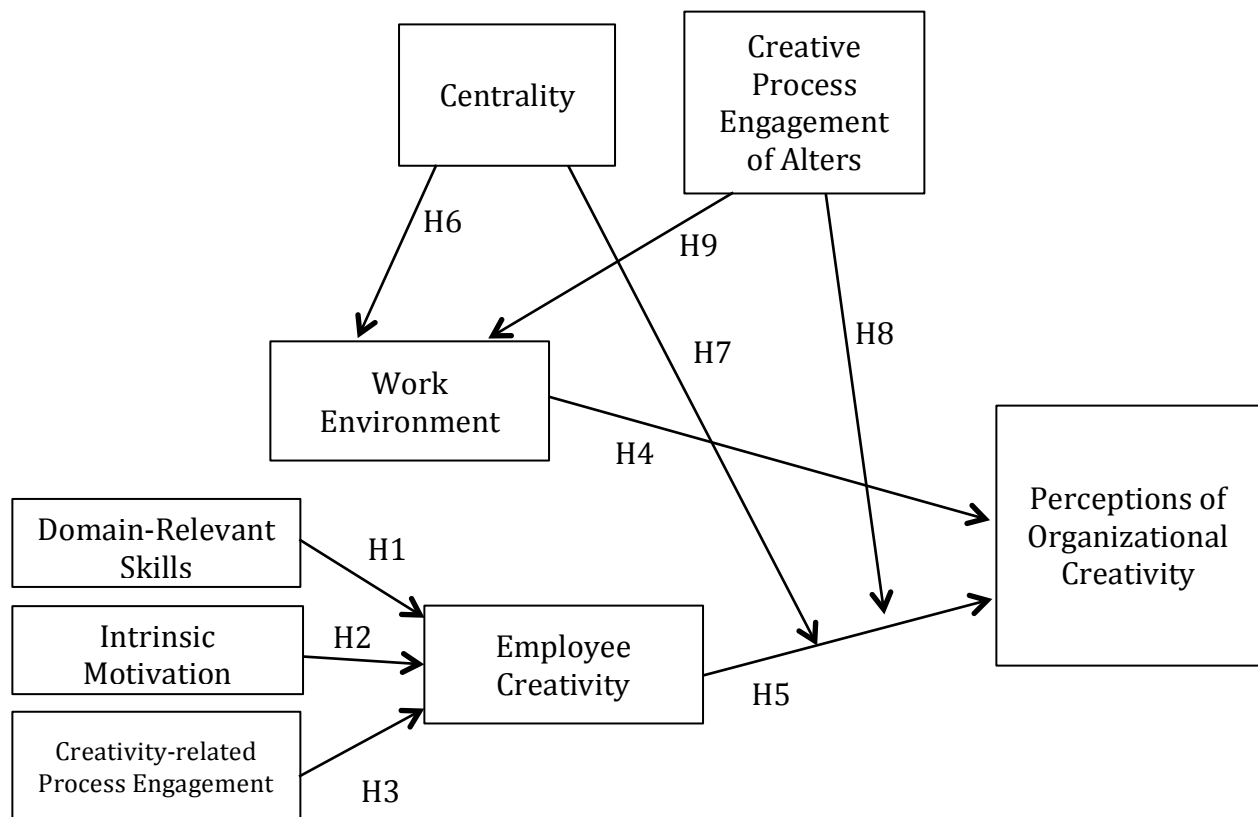 Centrality
Creative
Process
Engagement
of Alters
H6
H9
H7
H8
Work
Environment
H4
Perceptions of
Organizational
Creativity
Domain-Relevant
Skills
H1
Intrinsic
Motivation
H2
Employee
Creativity
H5
Creativity-related
Process Engagement
H3